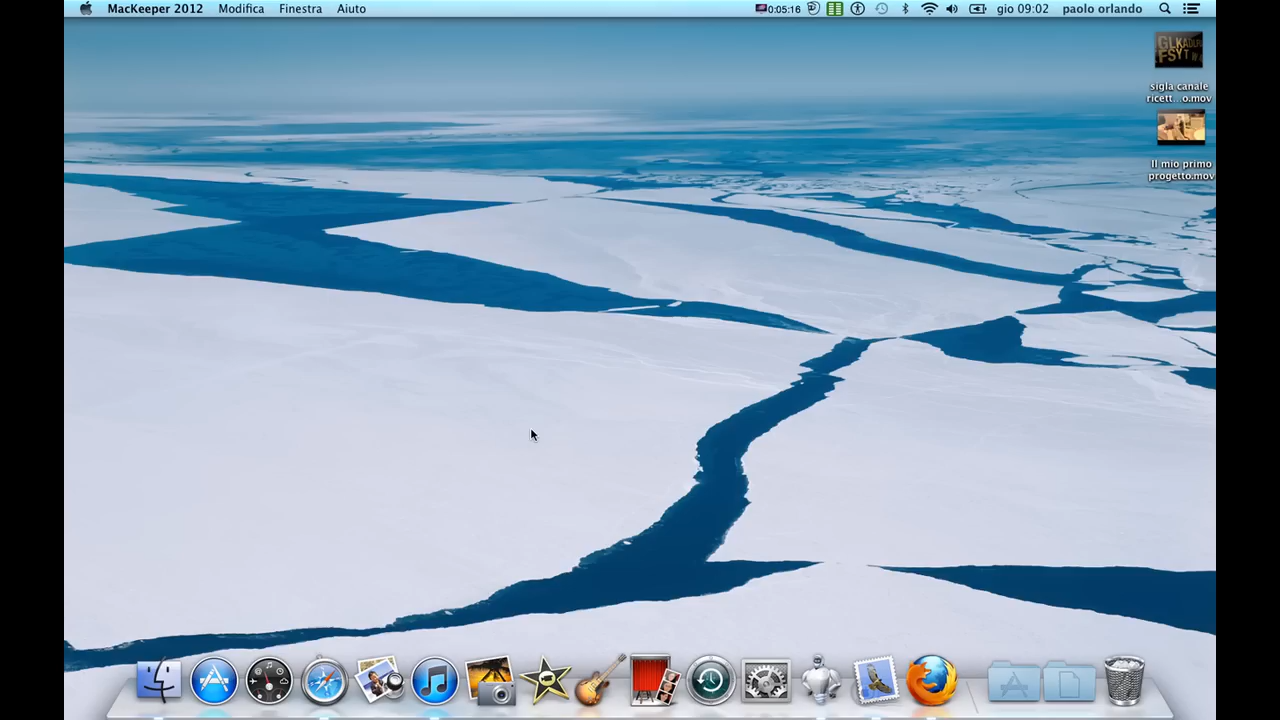 MacKeeper 2012 Modifica Finestra Aiuto 0:05:16 gio 09:02 paolo orlando
sigla canale
ricett...o.mov
Il mio primo
progetto.mov